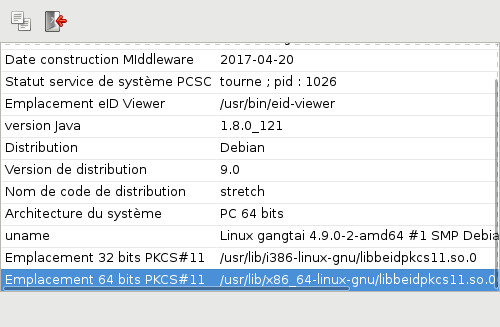 Date construction MIddleware 2017-04-20
Statut service de système PCSC tourne ; pid : 1026
Emplacement eID Viewer /usr/bin/eid-viewer
version Java 1.8.0_121
Distribution Debian
Version de distribution 9.0
Nom de code de distribution stretch
Architecture du système PC 64 bits
uname Linux gangtai 4.9.0-2-amd64 #1 SMP Debia
Emplacement 32 bits PKCS#11 /usr/lib/i386-linux-gnu/libbeidpkcs11.so.0
Emplacement 64 bits PKCS#11 /usr/lib/x86_64-linux-gnu/libbeidpkcs11.so.0